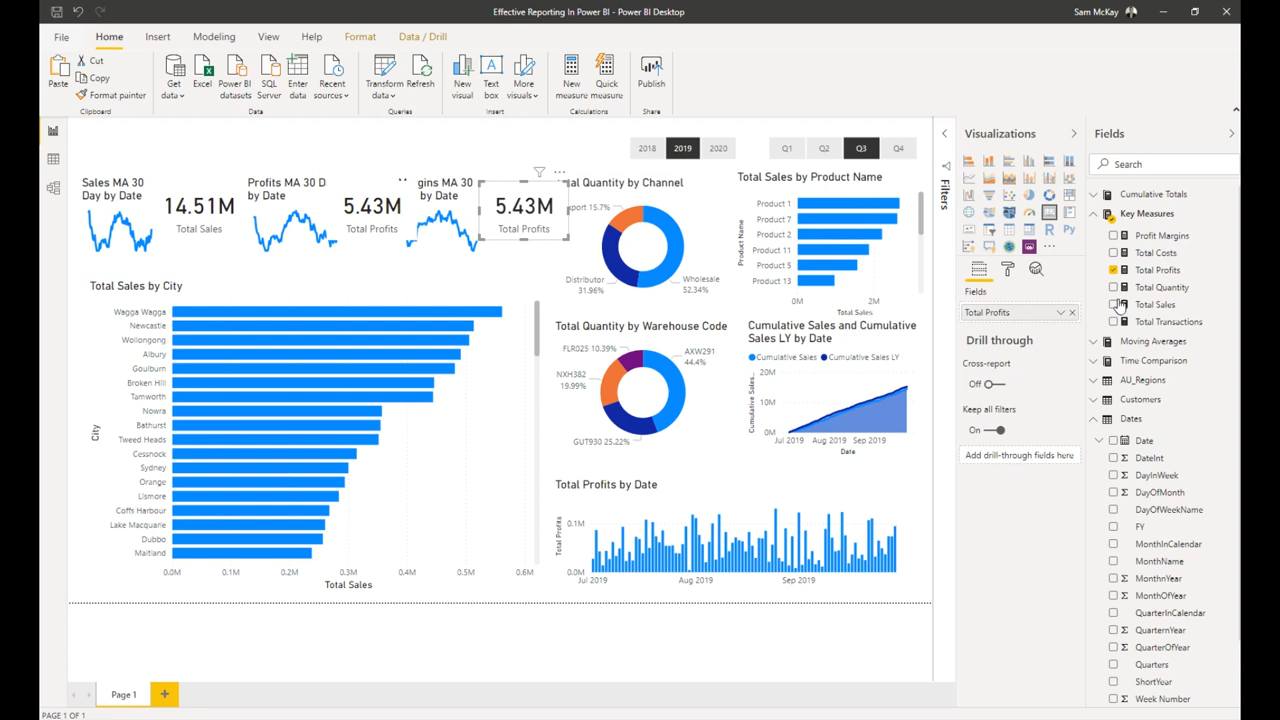 Effective Reporting In Power BI - Power BI Desktop
Sam McKay
File
Home
Insert
Modeling
View
Help
Format
Data / Drill
Paste
Cut
Copy
Format painter
Clipboard
Get data
Excel
Power BI datasets
SQL Server
Enter data
Recent sources
Data
Transform data
Refresh
Queries
New visual
Text box
More visuals
Insert
New measure
Quick measure
Calculations
Publish
Share
2018
2019
2020
Q1
Q2
Q3
Q4
Sales MA 30
Day by Date
14.51M
Total Sales
Profits MA 30 D
by Date
5.43M
Total Profits
gins MA 30
by Date
5.43M
Total Profits
tal Quantity by Channel
port 15.7%
Distributor
31.96%
Wholesale
52.34%
Total Sales by Product Name
Product Name
Product 1
Product 7
Product 2
Product 11
Product 5
Product 13
0M
2M
Total Sales
Total Sales by City
City
Wagga Wagga
Newcastle
Wollongong
Albury
Goulburn
Broken Hill
Tamworth
Nowra
Bathurst
Tweed Heads
Cessnock
Sydney
Orange
Lismore
Coffs Harbour
Lake Macquarie
Dubbo
Maitland
0.0M
0.1M
0.2M
0.3M
0.4M
0.5M
0.6M
Total Sales
Total Quantity by Warehouse Code
FLR025 10.39%
AXW291
44.4%
NXH382
19.99%
GUT930 25.22%
Cumulative Sales and Cumulative
Sales LY by Date
Cumulative Sales
Cumulative Sales LY
Cumulative Sales...
20M
10M
0M
Jul 2019
Aug 2019
Sep 2019
Date
Total Profits by Date
Total Profits
0.1M
0.0M
Jul 2019
Aug 2019
Sep 2019
Filters
Visualizations
R
Py
Fields
Total Profits
Drill through
Cross-report
Off
Keep all filters
On
Add drill-through fields here
Fields
Search
Cumulative Totals
Key Measures
Profit Margins
Total Costs
Total Profits
Total Quantity
Total Sales
Total Transactions
Moving Averages
Time Comparison
AU_Regions
Customers
Dates
Date
DateInt
DayInWeek
DayOfMonth
DayOfWeekName
FY
MonthInCalendar
MonthName
MonthnYear
MonthOfYear
QuarterInCalendar
QuarternYear
QuarterOfYear
Quarters
ShortYear
Week Number
Page 1
PAGE 1 OF 1